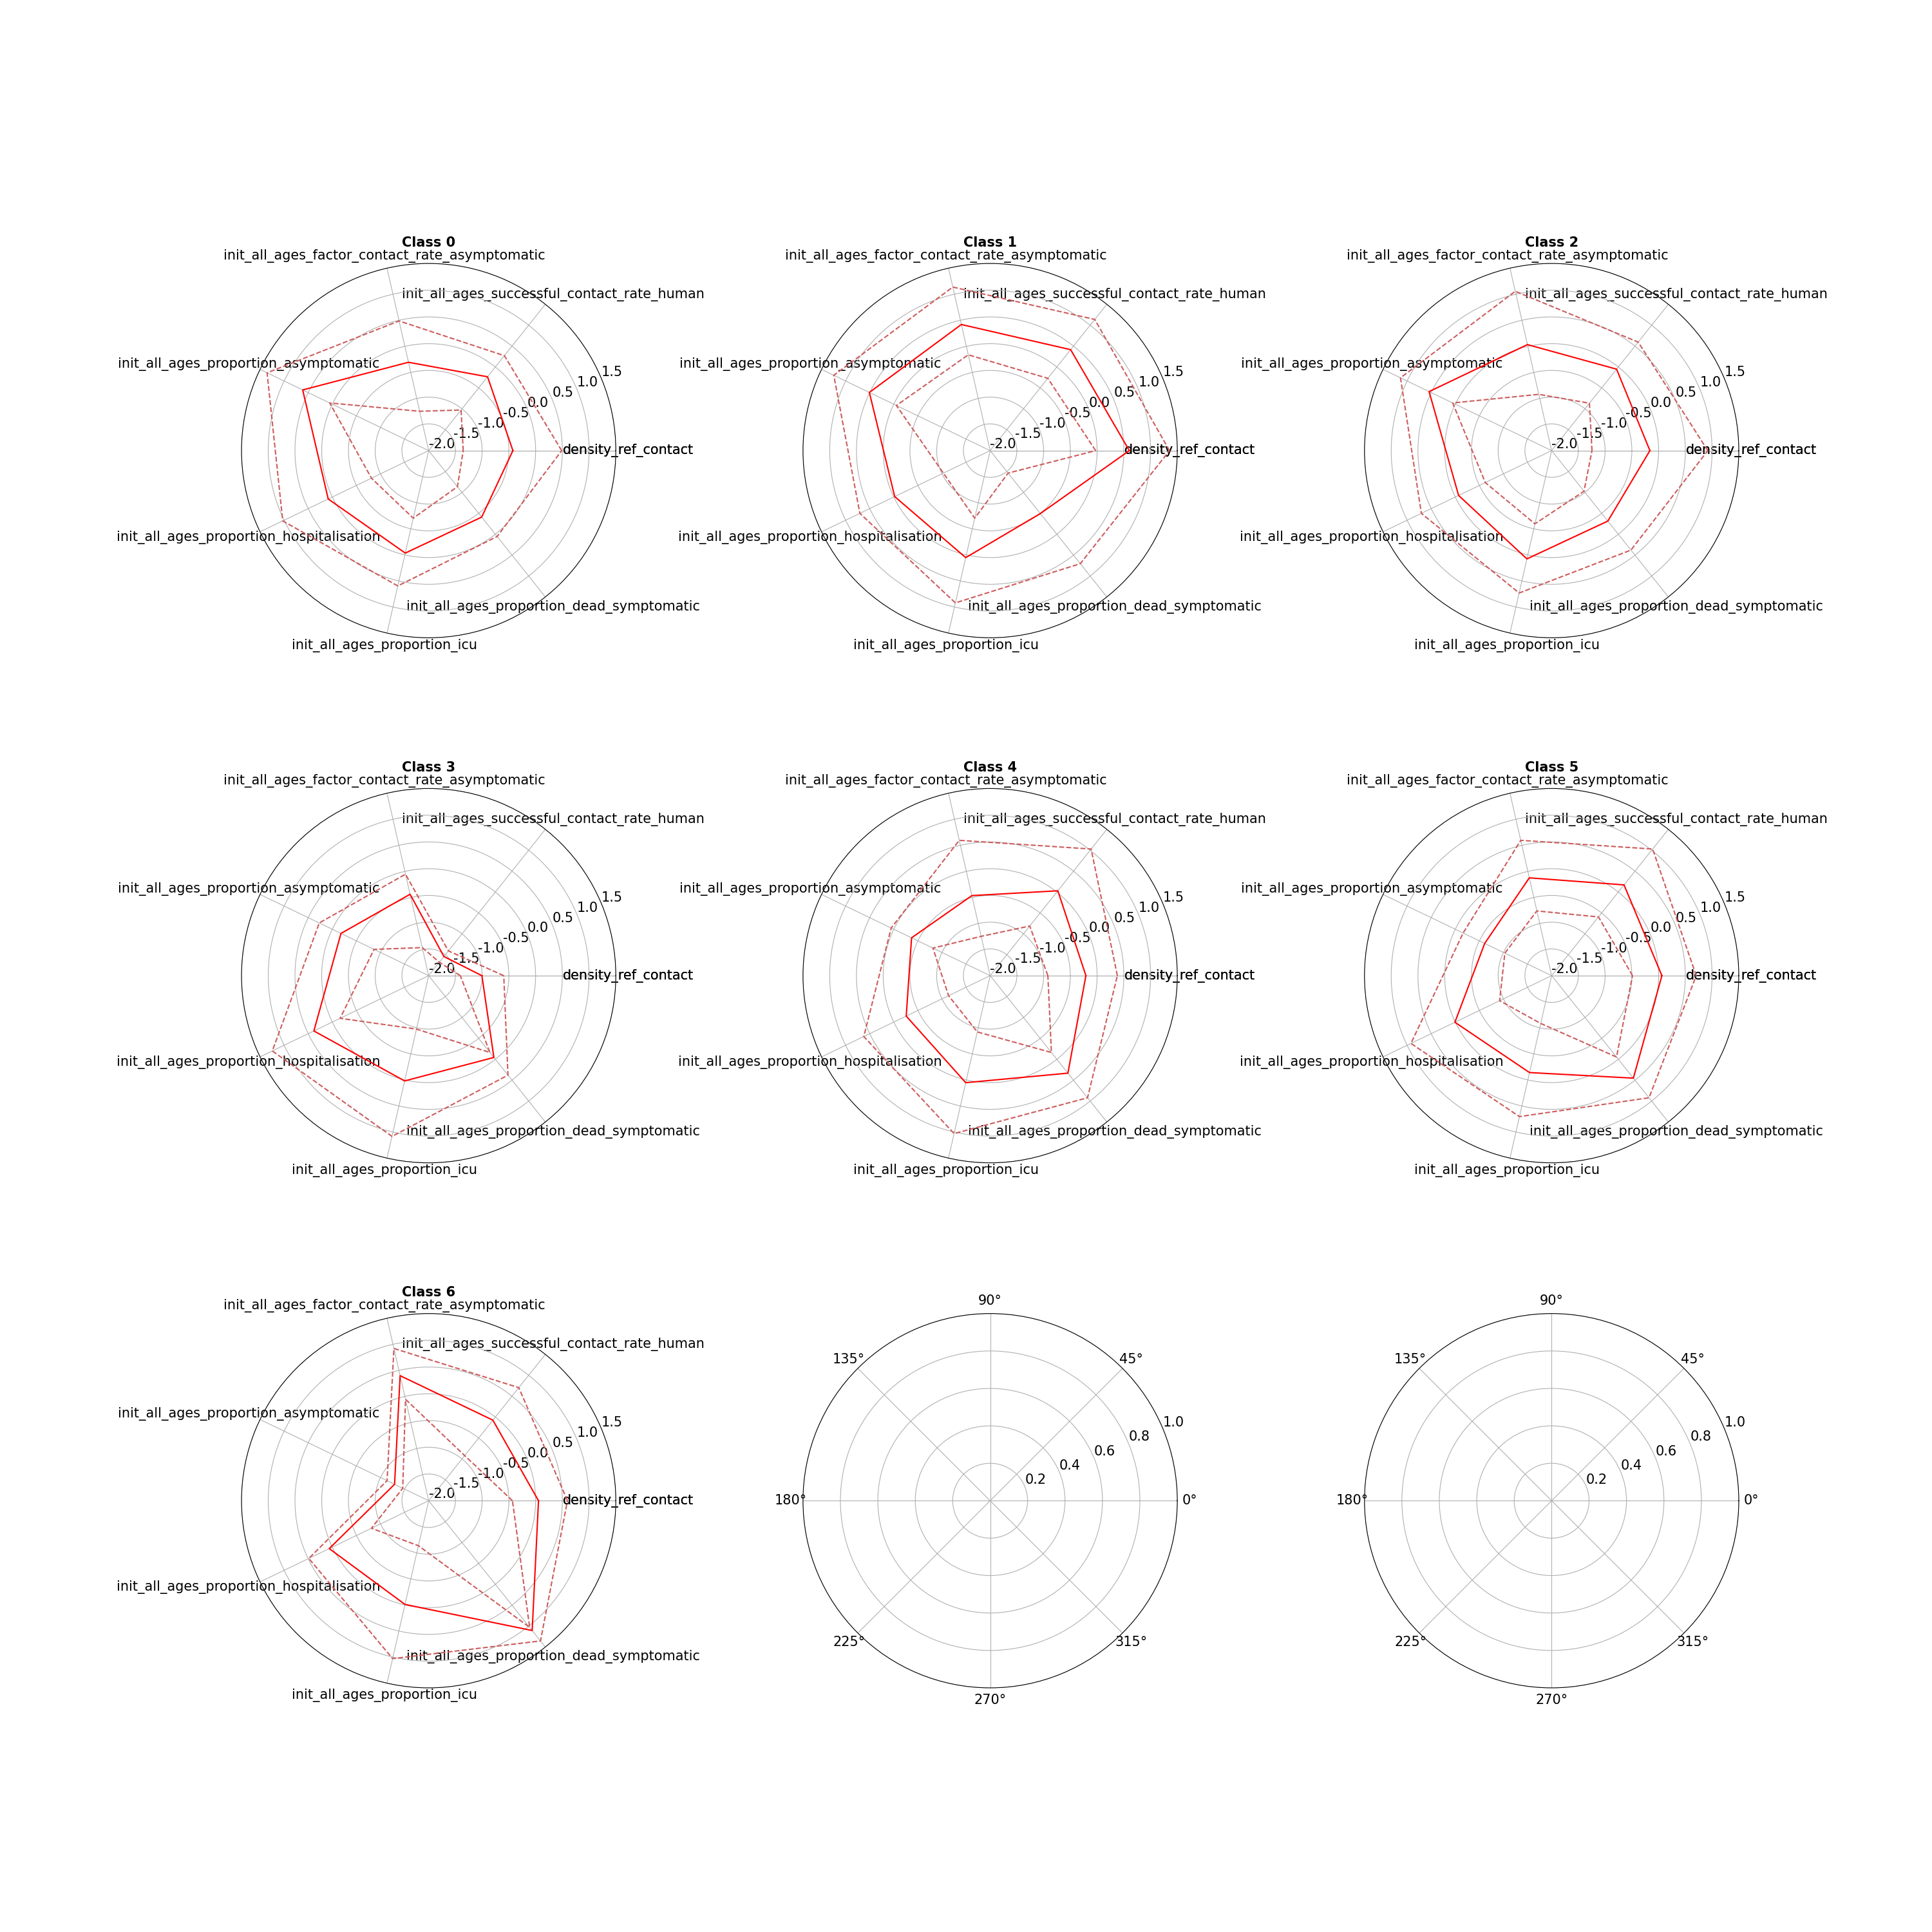 Class 0
init_all_ages_factor_contact_rate_asymptotic
init_all_ages_successful_contact_rate_human
init_all_ages_proportion_asymptomatic
1.5
1.0
0.5
0.0
-0.5
-1.0
-1.5
-2.0
density_ref_contact
init_all_ages_proportion_hospitalisation
init_all_ages_proportion_dead_symptomatic
init_all_ages_proportion_icu
Class 1
init_all_ages_factor_contact_rate_asymptomatic
init_all_ages_successful_contact_rate_human
init_all_ages_proportion_asymptomatic
1.5
1.0
0.5
0.0
-0.5
-1.0
-1.5
-2.0
density_ref_contact
init_all_ages_proportion_hospitalisation
init_all_ages_proportion_dead_symptomatic
init_all_ages_proportion_icu
Class 2
init_all_ages_factor_contact_rate_asymptomatic
init_all_ages_successful_contact_rate_human
init_all_ages_proportion_asymptomatic
1.5
1.0
0.5
0.0
-0.5
-1.0
-1.5
-2.0
density_ref_contact
init_all_ages_proportion_hospitalisation
init_all_ages_proportion_dead_symptomatic
init_all_ages_proportion_icu
Class 3
init_all_ages_factor_contact_rate_asymptomatic
init_all_ages_successful_contact_rate_human
init_all_ages_proportion_asymptomatic
1.5
1.0
0.5
0.0
-0.5
-1.0
-1.5
-2.0
density_ref_contact
init_all_ages_proportion_hospitalisation
init_all_ages_proportion_dead_symptomatic
init_all_ages_proportion_icu
Class 4
init_all_ages_factor_contact_rate_asymptomatic
init_all_ages_successful_contact_rate_human
init_all_ages_proportion_asymptomatic
1.5
1.0
0.5
0.0
-0.5
-1.0
-1.5
-2.0
density_ref_contact
init_all_ages_proportion_hospitalisation
init_all_ages_proportion_dead_symptomatic
init_all_ages_proportion_icu
Class 5
init_all_ages_factor_contact_rate_asymptomatic
init_all_ages_successful_contact_rate_human
init_all_ages_proportion_asymptomatic
1.5
1.0
0.5
0.0
-0.5
-1.0
-1.5
-2.0
density_ref_contact
init_all_ages_proportion_hospitalisation
init_all_ages_proportion_dead_symptomatic
init_all_ages_proportion_icu
Class 6
init_all_ages_factor_contact_rate_asymptomatic
init_all_ages_successful_contact_rate_human
init_all_ages_proportion_asymptomatic
1.5
1.0
0.5
0.0
-0.5
-1.0
-1.5
-2.0
density_ref_contact
init_all_ages_proportion_hospitalisation
init_all_ages_proportion_dead_symptomatic
init_all_ages_proportion_icu
90°
135°
45°
1.0
0.8
0.6
0.4
0.2
180°
0°
225°
315°
270°
90°
135°
45°
1.0
0.8
0.6
0.4
0.2
180°
0°
225°
315°
270°